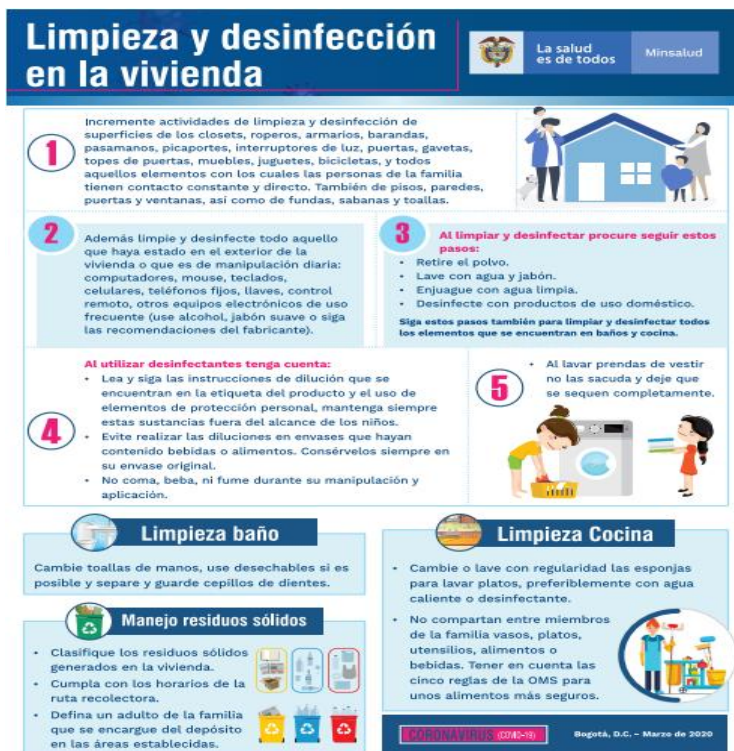 Limpieza y desinfección
en la vivienda
La salud
es de todos
Minsalud
1
Incremente actividades de limpieza y desinfección de
superficies de los closets, roperos, armarios, barandas,
pasamanos, picaportes, interruptores de luz, puertas, gavetas,
topes de puertas, muebles, juguetes, bicicletas, y todos
aquellos elementos con los cuales las personas de la familia
tienen contacto constante y directo. También de pisos, paredes,
puertas y ventanas, así como de fundas, sabanas y toallas.
2
Además limpie y desinfecte todo aquello
que haya estado en el exterior de la
vivienda o que es de manipulación diaria:
computadores, mouse, teclados,
celulares, teléfonos fijos, llaves, control
remoto, otros equipos electrónicos de uso
frecuente (use alcohol, jabón suave o siga
las recomendaciones del fabricante).
3
Al limpiar y desinfectar procure seguir estos
pasos:
• Retire el polvo.
• Lave con agua y jabón.
• Enjuague con agua limpia.
• Desinfecte con productos de uso doméstico.
Siga estos pasos también para limpiar y desinfectar todos
los elementos que se encuentran en baños y cocina.
4
Al utilizar desinfectantes tenga cuenta:
• Lea y siga las instrucciones de dilución que se
encuentran en la etiqueta del producto y el uso de
elementos de protección personal, mantenga siempre
estas sustancias fuera del alcance de los niños.
• Evite realizar las diluciones en envases que hayan
contenido bebidas o alimentos. Consérvelos siempre en
su envase original.
• No coma, beba, ni fume durante su manipulación y
aplicación.
5
• Al lavar prendas de vestir
no las sacuda y deje que
se sequen completamente.
Limpieza baño
Cambie toallas de manos, use desechables si es
posible y separe y guarde cepillos de dientes.
Manejo residuos sólidos
• Clasifique los residuos sólidos
generados en la vivienda.
• Cumpla con los horarios de la
ruta recolectora.
• Defina un adulto de la familia
que se encargue del depósito
en las áreas establecidas.
Limpieza Cocina
• Cambie o lave con regularidad las esponjas
para lavar platos, preferiblemente con agua
caliente o desinfectante.
• No compartan entre miembros
de la familia vasos, platos,
utensilios, alimentos o
bebidas. Tener en cuenta las
cinco reglas de la OMS para
unos alimentos más seguros.
CORONAVIRUS (COVID-19)
Bogotá, D.C. – Marzo de 2020